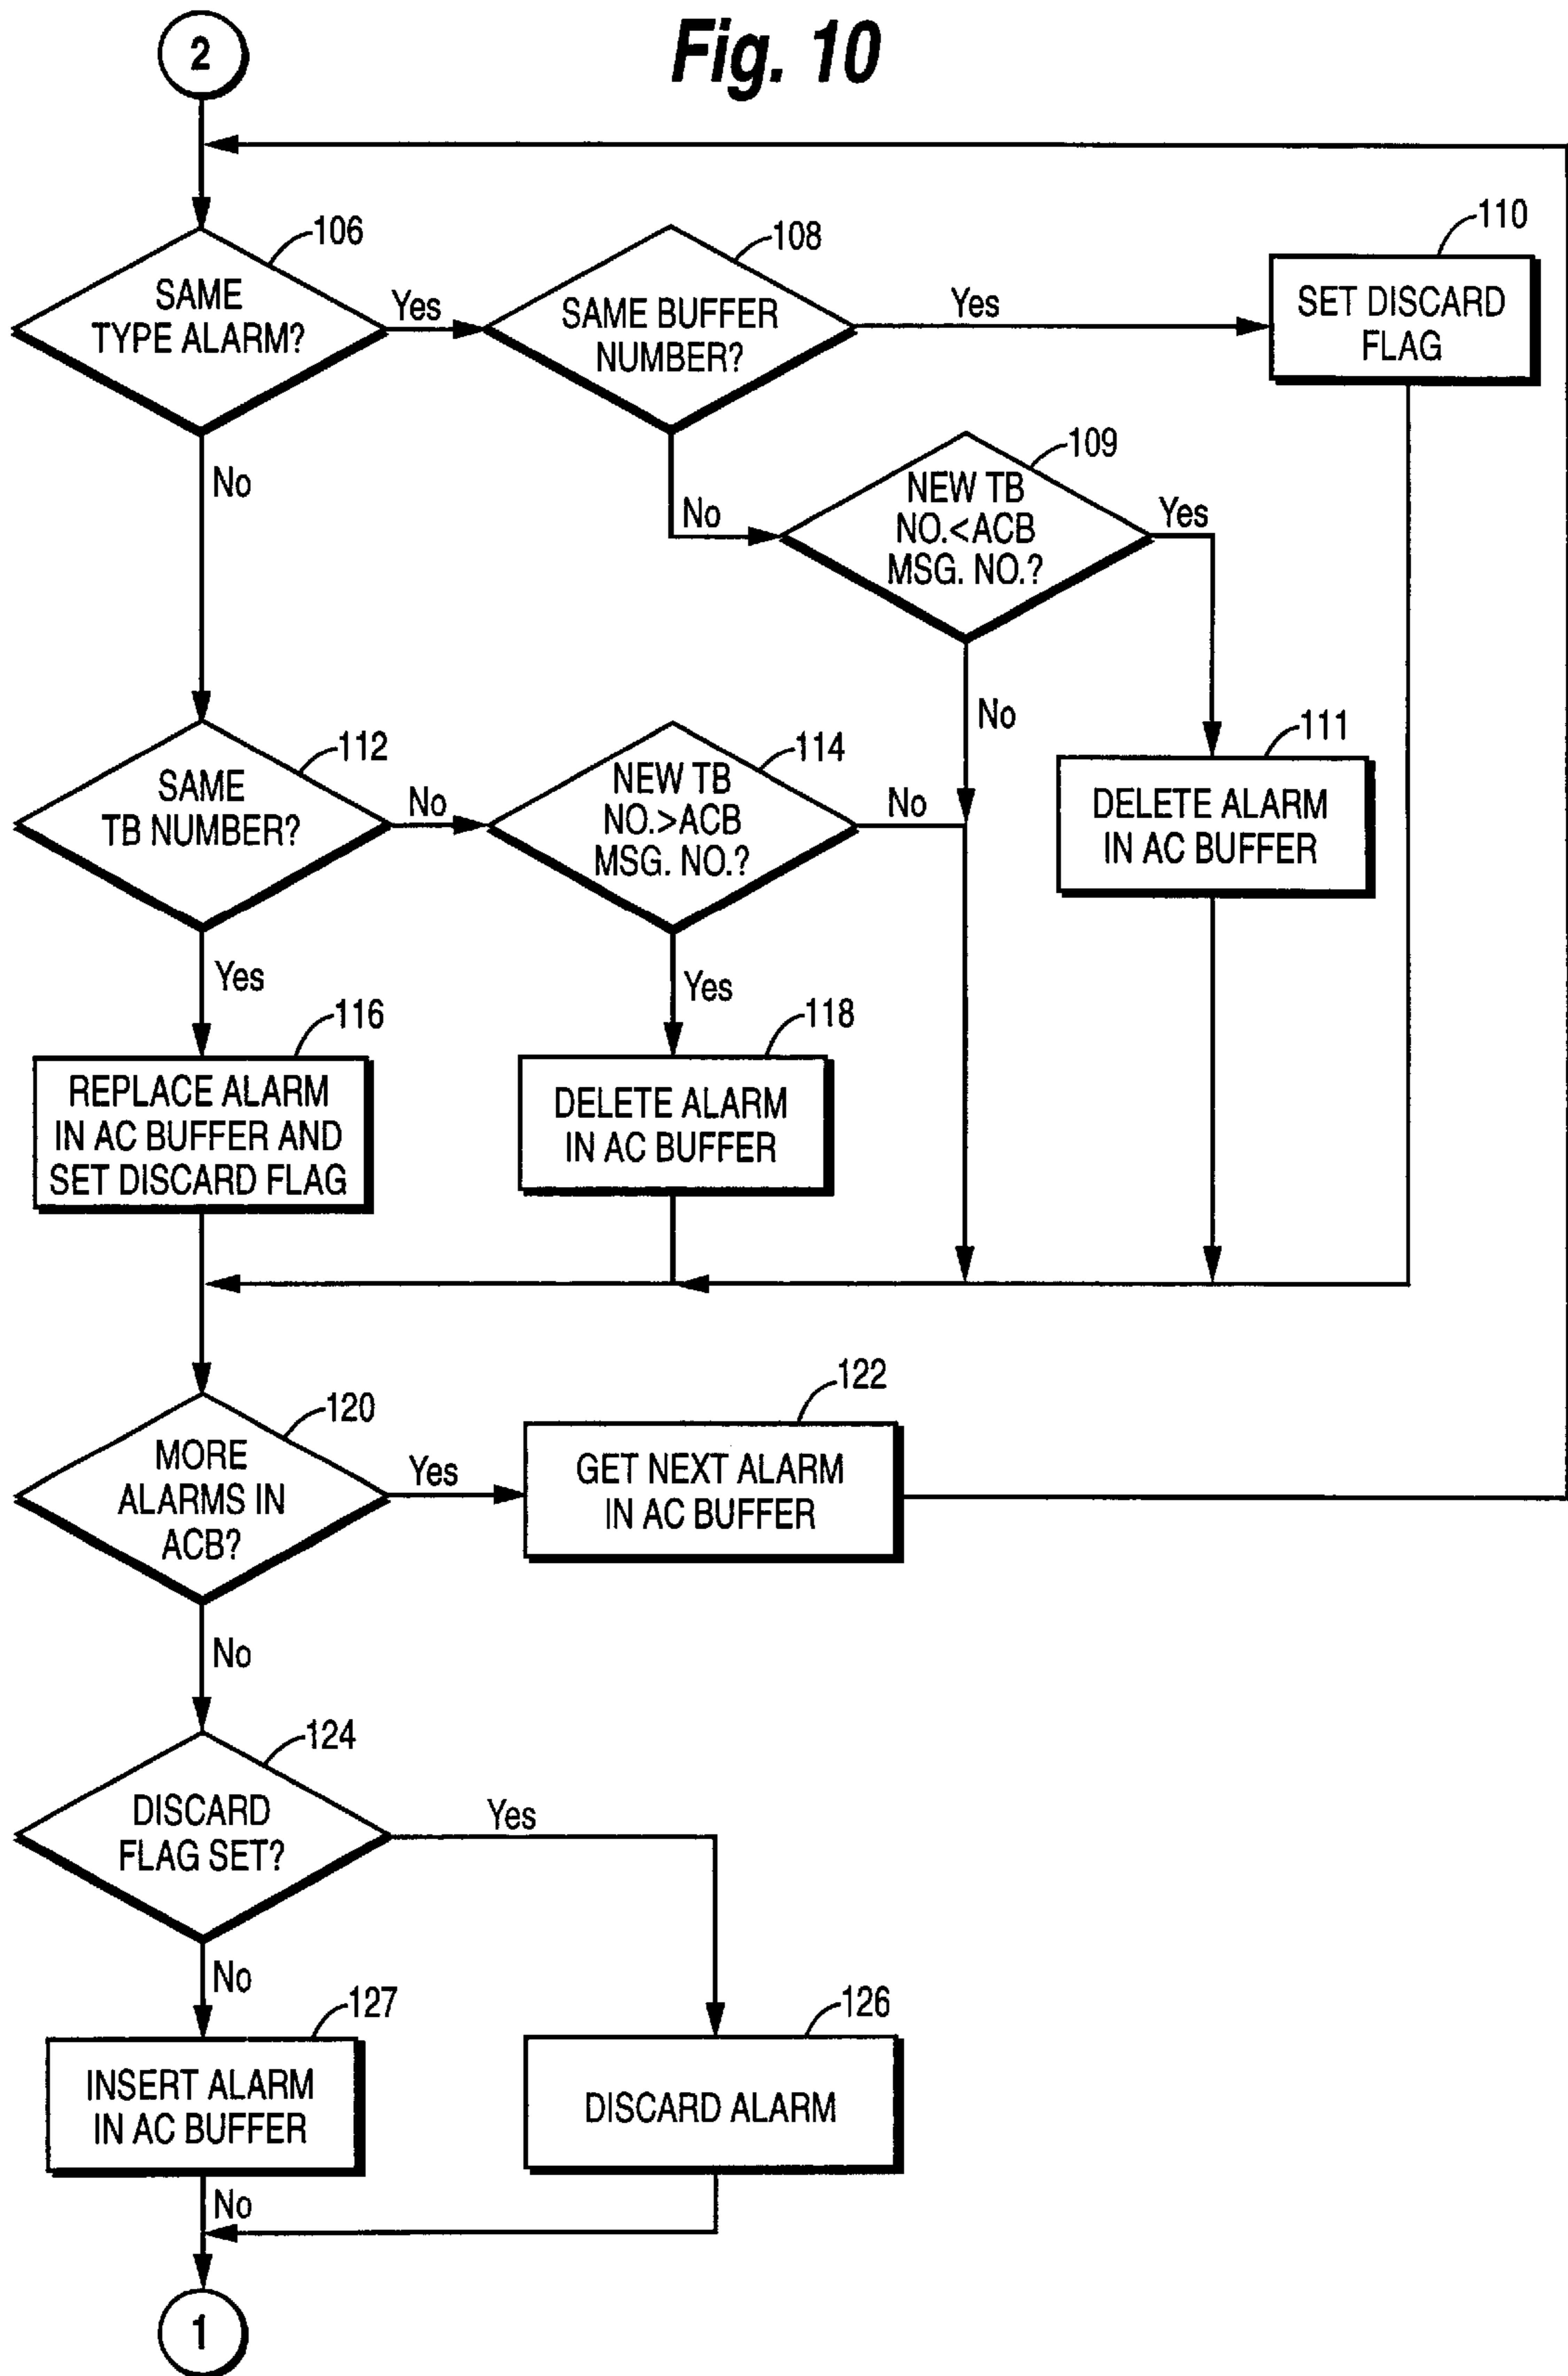 Fig. 10
2
106
SAME
TYPE ALARM?
Yes
No
108
SAME BUFFER
NUMBER?
Yes
No
110
SET DISCARD
FLAG
109
NEW TB
NO.<ACB
MSG. NO.?
Yes
No
111
DELETE ALARM
IN AC BUFFER
112
SAME
TB NUMBER?
No
Yes
114
NEW TB
NO.>ACB
MSG. NO.?
No
Yes
116
REPLACE ALARM
IN AC BUFFER AND
SET DISCARD FLAG
118
DELETE ALARM
IN AC BUFFER
120
MORE
ALARMS IN
ACB?
Yes
No
122
GET NEXT ALARM
IN AC BUFFER
124
DISCARD
FLAG SET?
Yes
No
127
INSERT ALARM
IN AC BUFFER
No
126
DISCARD ALARM
1